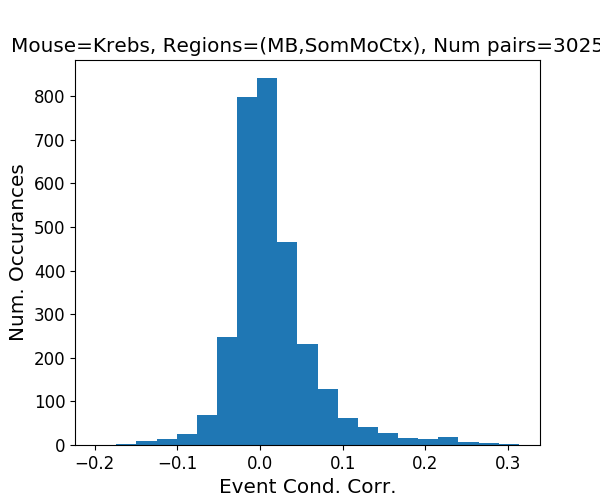 Mouse=Krebs, Regions=(MB,SomMoCtx), Num pairs=3025
Num. Occurances
800
700
600
500
400
300
200
100
0
−0.2 −0.1 0.0 0.1 0.2 0.3
Event Cond. Corr.